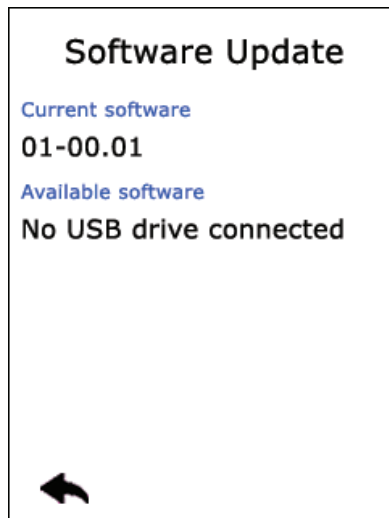 Software Update
Current software
01-00.01
Available software
No USB drive connected